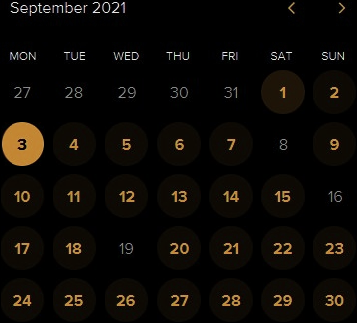 September 2021
MON TUE WED THU FRI SAT SUN
27 28 29 30 31 1 2
3 4 5 6 7 8 9
10 11 12 13 14 15 16
17 18 19 20 21 22 23
24 25 26 27 28 29 30